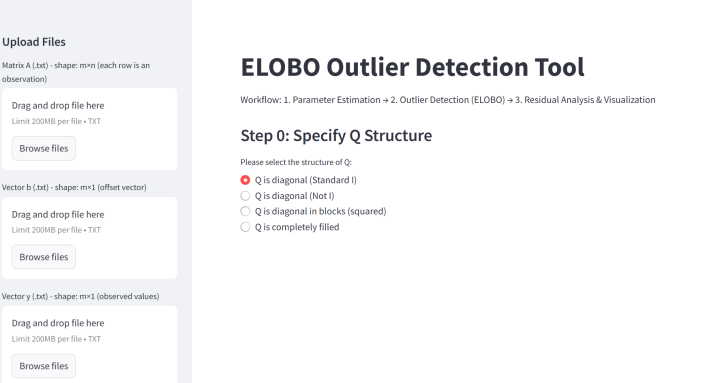 Upload Files
Matrix A (.txt) - shape: m×n (each row is an
observation)
Drag and drop file here
Limit 200MB per file • TXT
Browse files
Vector b (.txt) - shape: m×1 (offset vector)
Drag and drop file here
Limit 200MB per file • TXT
Browse files
Vector y (.txt) - shape: m×1 (observed values)
Drag and drop file here
Limit 200MB per file • TXT
Browse files
ELOBO Outlier Detection Tool
Workflow: 1. Parameter Estimation → 2. Outlier Detection (ELOBO) → 3. Residual Analysis & Visualization
Step 0: Specify Q Structure
Please select the structure of Q:
Q is diagonal (Standard I)
Q is diagonal (Not I)
Q is diagonal in blocks (squared)
Q is completely filled